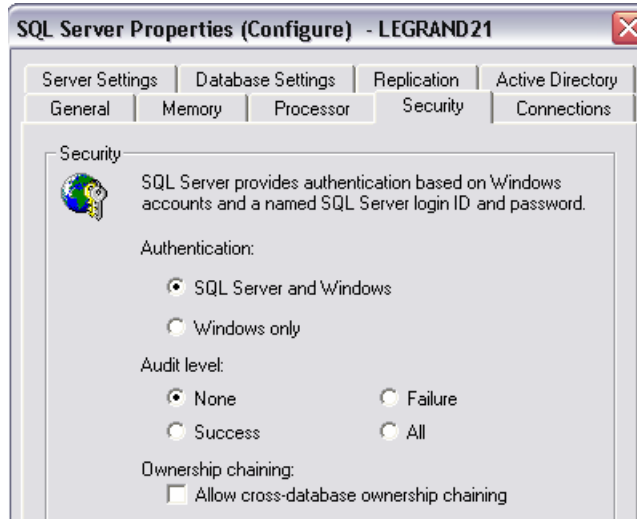 SQL Server Properties (Configure) - LEGRAND21
Server Settings Database Settings Replication Active Directory
General Memory Processor Security Connections
Security
SQL Server provides authentication based on Windows
accounts and a named SQL Server login ID and password.
Authentication:
SQL Server and Windows
Windows only
Audit level:
None Failure
Success All
Ownership chaining:
Allow cross-database ownership chaining